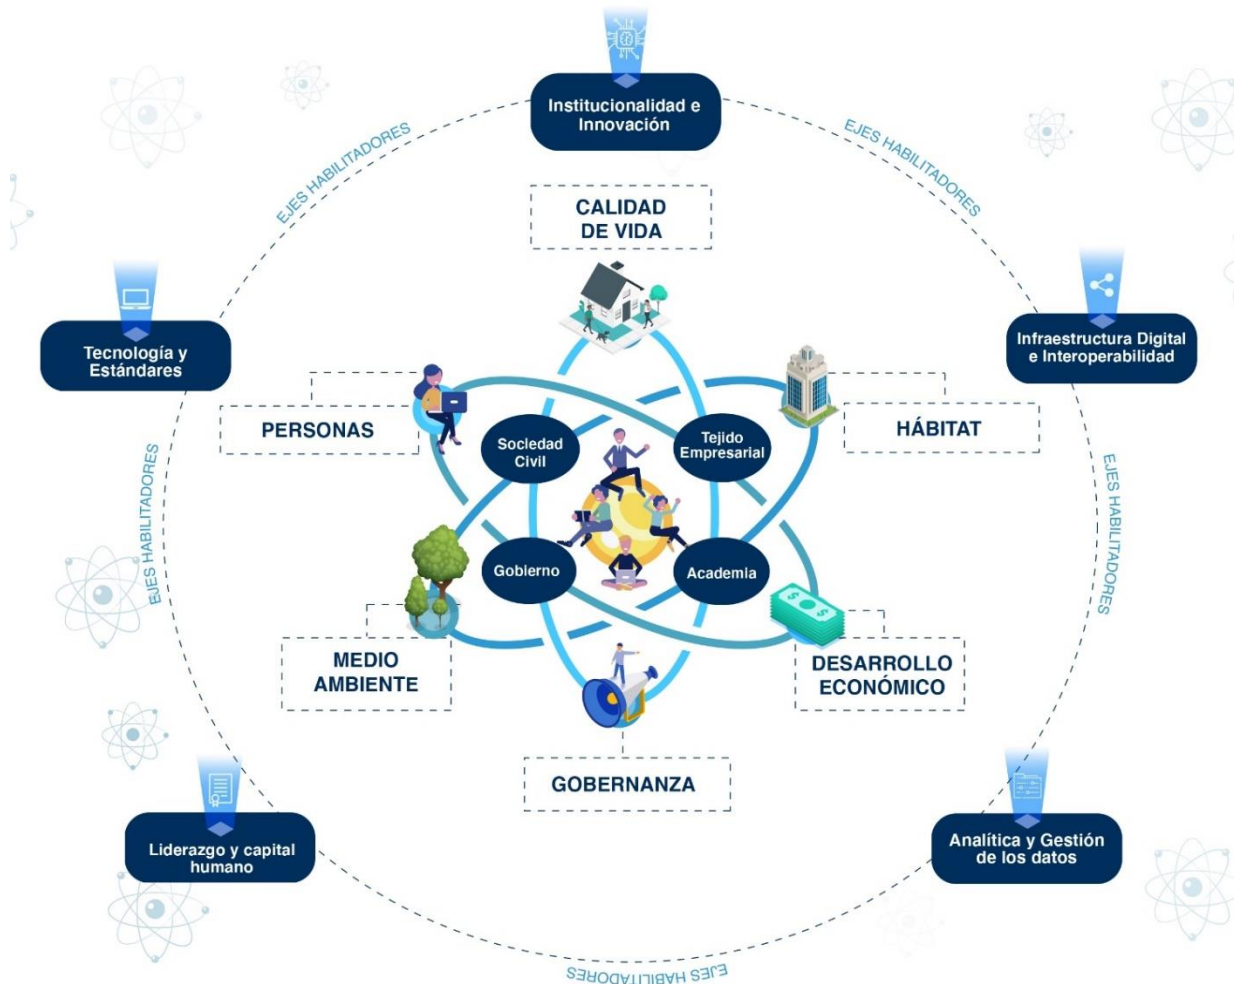 Institucionalidad e
Innovación
EJES HABILITADORES
EJES HABILITADORES
CALIDAD
DE VIDA
Tecnología y
Estándares
Infraestructura Digital
e Interoperabilidad
PERSONAS
HÁBITAT
Sociedad
Civil
Tejido
Empresarial
EJES HABILITADORES
EJES HABILITADORES
Gobierno
Academia
MEDIO
AMBIENTE
DESARROLLO
ECONÓMICO
GOBERNANZA
Liderazgo y capital
humano
Analítica y Gestión
de los datos
EJES HABILITADORES